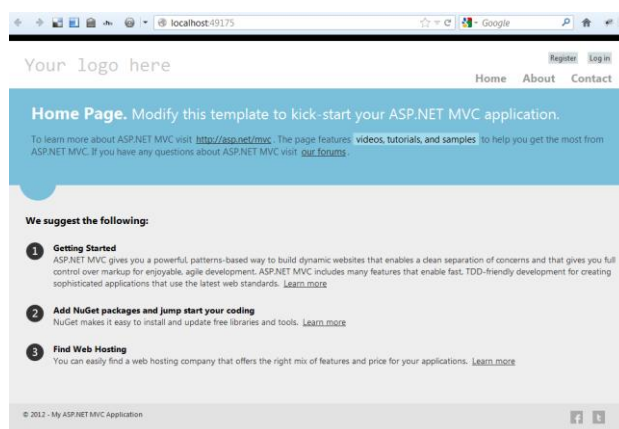 localhost:49175
Google
Your logo here
Register Log in
Home About Contact
Home Page. Modify this template to kick-start your ASP.NET MVC application.
To learn more about ASP.NET MVC visit http://asp.net/mvc . The page features videos, tutorials, and samples to help you get the most from
ASP.NET MVC. If you have any questions about ASP.NET MVC visit our forums .
We suggest the following:
1 Getting Started
ASP.NET MVC gives you a powerful, patterns-based way to build dynamic websites that enables a clean separation of concerns and that gives you full
control over markup for enjoyable, agile development. ASP.NET MVC includes many features that enable fast, TDD-friendly development for creating
sophisticated applications that use the latest web standards. Learn more
2 Add NuGet packages and jump start your coding
NuGet makes it easy to install and update free libraries and tools. Learn more
3 Find Web Hosting
You can easily find a web hosting company that offers the right mix of features and price for your applications. Learn more
© 2012 - My ASP.NET MVC Application
f t